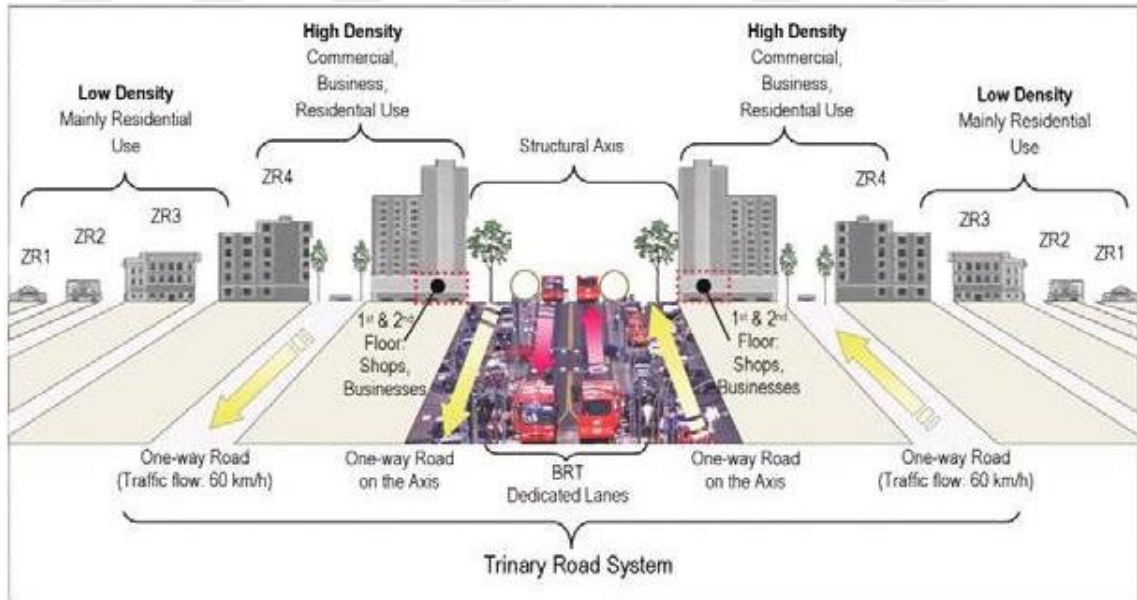 High Density
Commercial,
Business,
Residential Use
High Density
Commercial,
Business,
Residential Use
Low Density
Mainly Residential
Use
Low Density
Mainly Residential
Use
Structural Axis
ZR4
ZR3
ZR2
ZR1
ZR4
ZR3
ZR2
ZR1
1st & 2nd
Floor:
Shops,
Businesses
1st & 2nd
Floor:
Shops,
Businesses
One-way Road
(Traffic flow: 60 km/h)
One-way Road
on the Axis
BRT
Dedicated Lanes
One-way Road
on the Axis
One-way Road
(Traffic flow: 60 km/h)
Trinary Road System